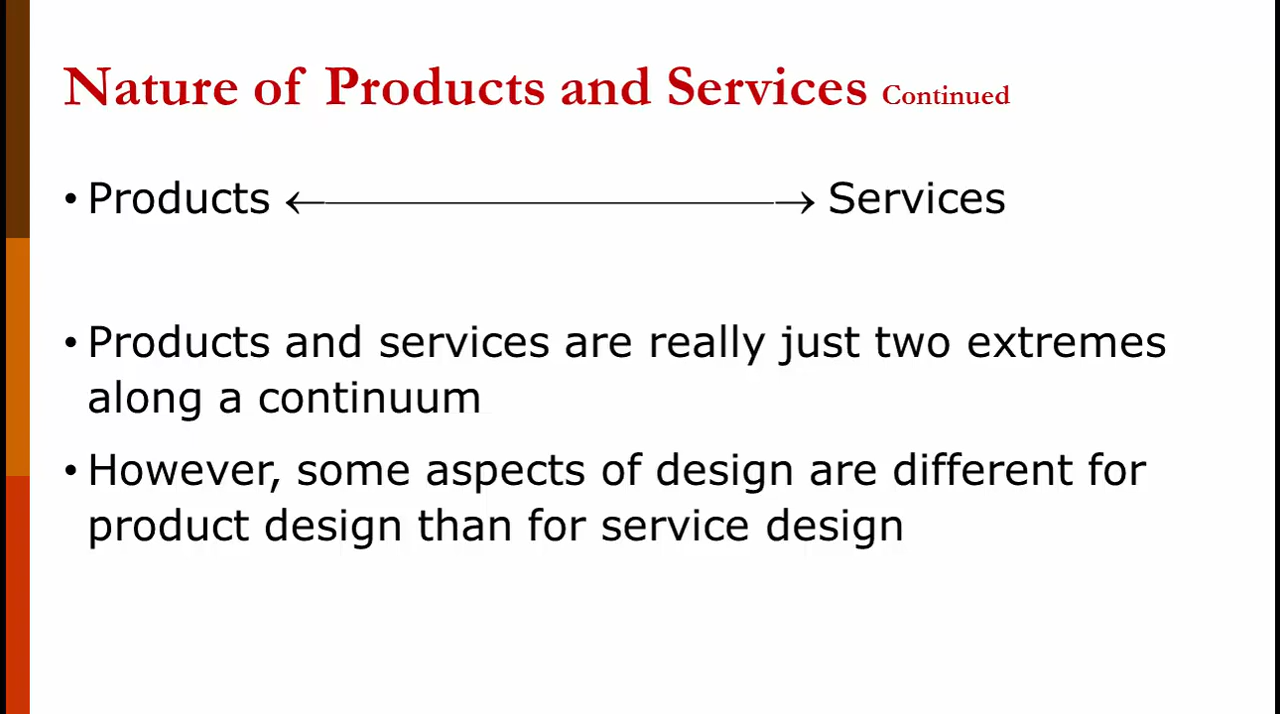 Nature of Products and Services Continued
• Products ←————→ Services
• Products and services are really just two extremes
along a continuum
• However, some aspects of design are different for
product design than for service design